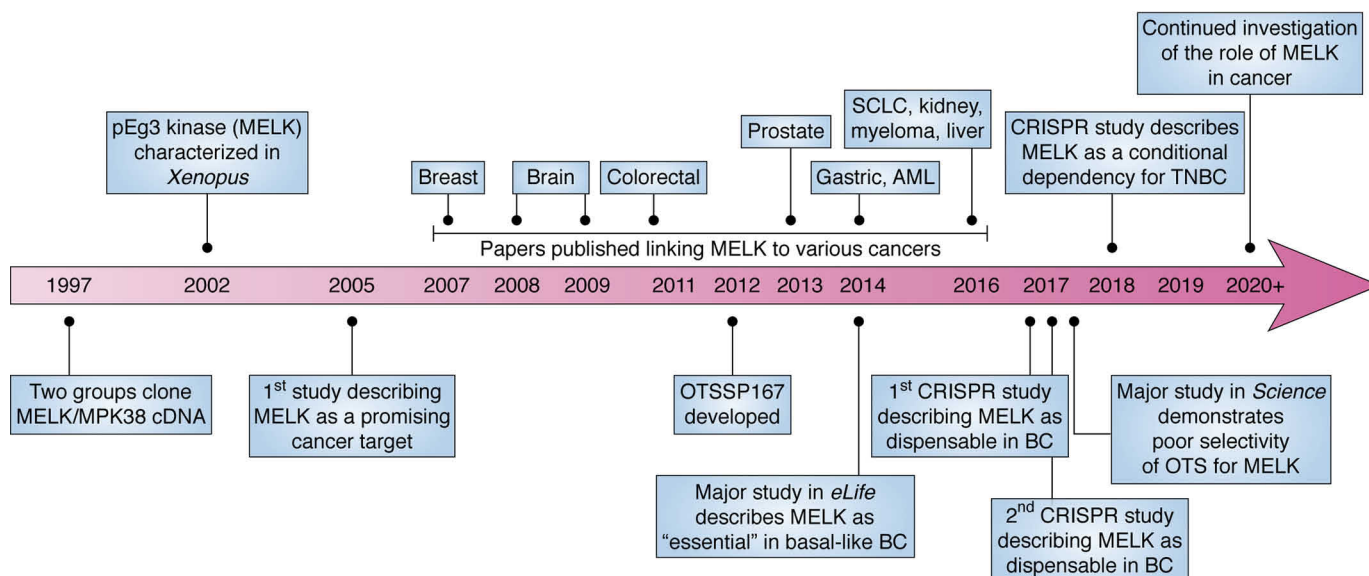 Continued investigation
of the role of MELK
in cancer
pEg3 kinase (MELK)
characterized in
Xenopus
SCLC, kidney,
myeloma, liver
Prostate
CRISPR study describes
MELK as a conditional
dependency for TNBC
Breast
Brain
Colorectal
Gastric, AML
Papers published linking MELK to various cancers
1997 2002 2005 2007 2008 2009 2011 2012 2013 2014 2016 2017 2018 2019 2020+
Two groups clone
MELK/MPK38 cDNA
1st study describing
MELK as a promising
cancer target
OTSSP167
developed
Major study in eLife
describes MELK as
“essential” in basal-like BC
1st CRISPR study
describing MELK as
dispensable in BC
2nd CRISPR study
describing MELK as
dispensable in BC
Major study in Science
demonstrates
poor selectivity
of OTS for MELK